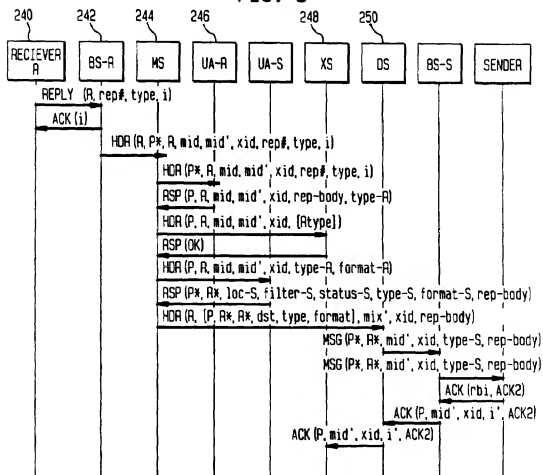 240
242
244
246
248
250
RECIEVER R
BS-R
MS
UA-R
UA-S
XS
DS
BS-S
SENDER
REPLY (R, rep#, type, i)
ACK (i)
HDR (R, P*, R, mid, mid', xid, rep#, type, i)
HDR (P*, R, mid, mid', xid, rep#, type, i)
RSP (P, R, mid, mid', xid, rep-body, type-R)
HDR (P, R, mid, mid', xid, [Rtype])
RSP (OK)
HDR (P, R, mid, mid', xid, type-R, format-R)
RSP (P*, R*, loc-S, filter-S, status-S, type-S, format-S, rep-body)
HDR (R, [P, R*, R*, dst, type, format], mix', xid, rep-body)
MSG (P*, R*, mid', xid, type-S, rep-body)
MSG (P*, R*, mid', xid, type-S, rep-body)
ACK (rbi, ACK2)
ACK (P, mid', xid, i', ACK2)
ACK (P, mid', xid, i', ACK2)